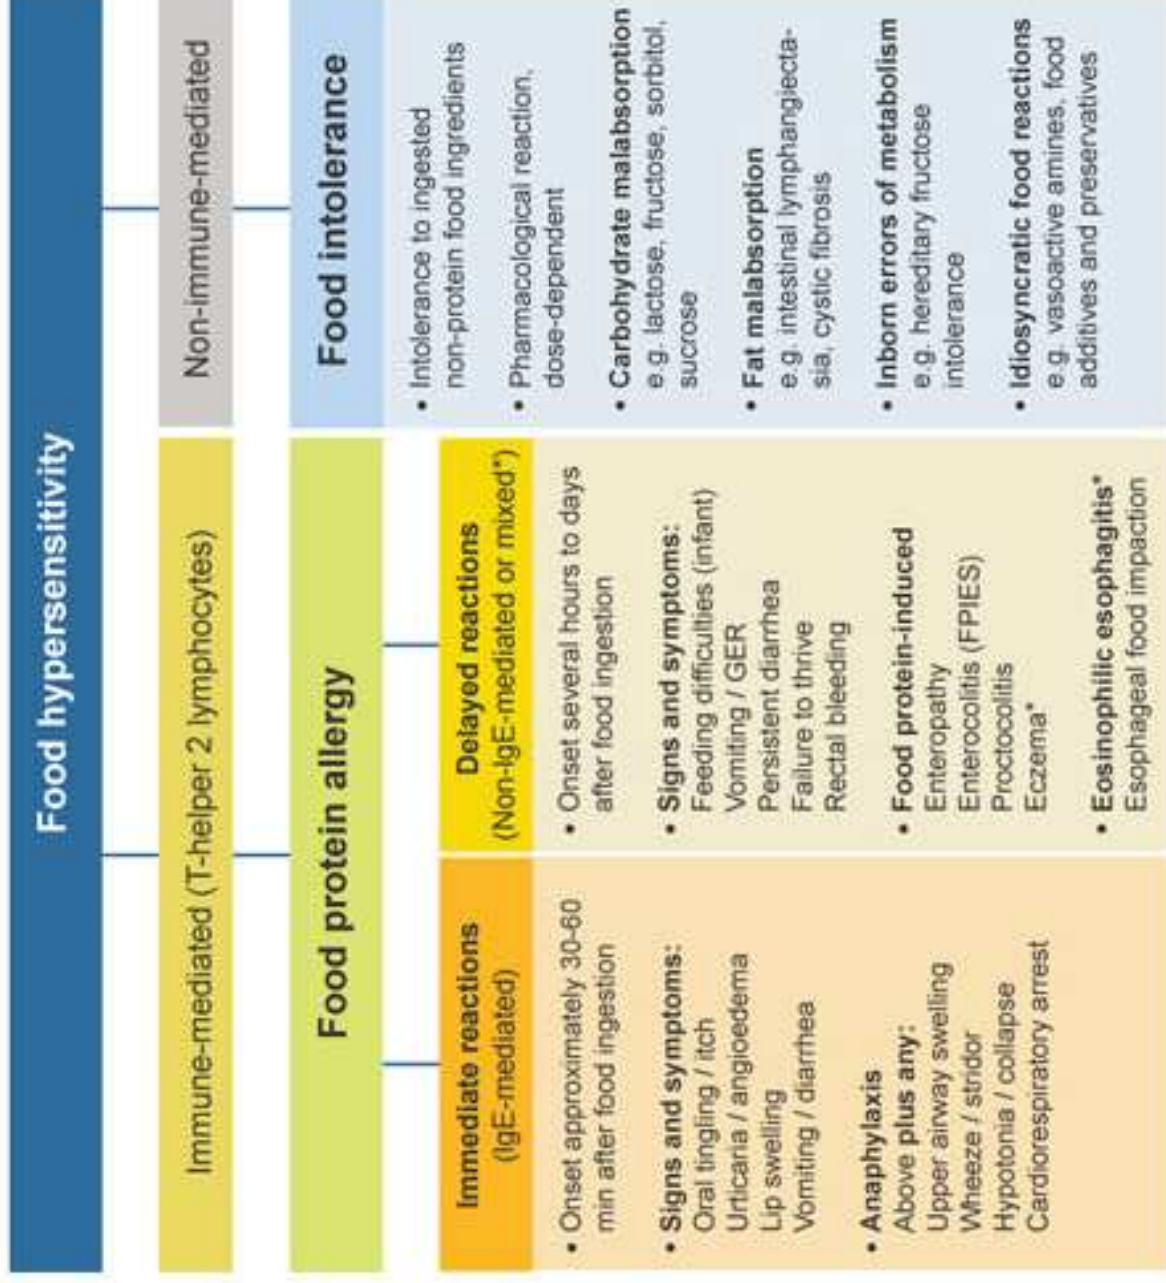 Food hypersensitivity
Immune-mediated (T-helper 2 lymphocytes)
Non-immune-mediated
Food protein allergy
Food intolerance
Immediate reactions
(IgE-mediated)
• Onset approximately 30-60
min after food ingestion
• Signs and symptoms:
Oral tingling / itch
Urticaria / angioedema
Lip swelling
Vomiting / diarrhea
• Anaphylaxis
Above plus any:
Upper airway swelling
Wheeze / stridor
Hypotonia / collapse
Cardiorespiratory arrest
Delayed reactions
(Non-IgE-mediated or mixed*)
• Onset several hours to days
after food ingestion
• Signs and symptoms:
Feeding difficulties (infant)
Vomiting / GER
Persistent diarrhea
Failure to thrive
Rectal bleeding
• Food protein-induced
Enteropathy
Enterocolitis (FPIES)
Proctocolitis
Eczema*
• Eosinophilic esophagitis*
Esophageal food impaction
• Intolerance to ingested
non-protein food ingredients
• Pharmacological reaction,
dose-dependent
• Carbohydrate malabsorption
e.g. lactose, fructose, sorbitol,
sucrose
• Fat malabsorption
e.g. intestinal lymphangiecta-
sia, cystic fibrosis
• Inborn errors of metabolism
e.g. hereditary fructose
intolerance
• Idiosyncratic food reactions
e.g. vasoactive amines, food
additives and preservatives